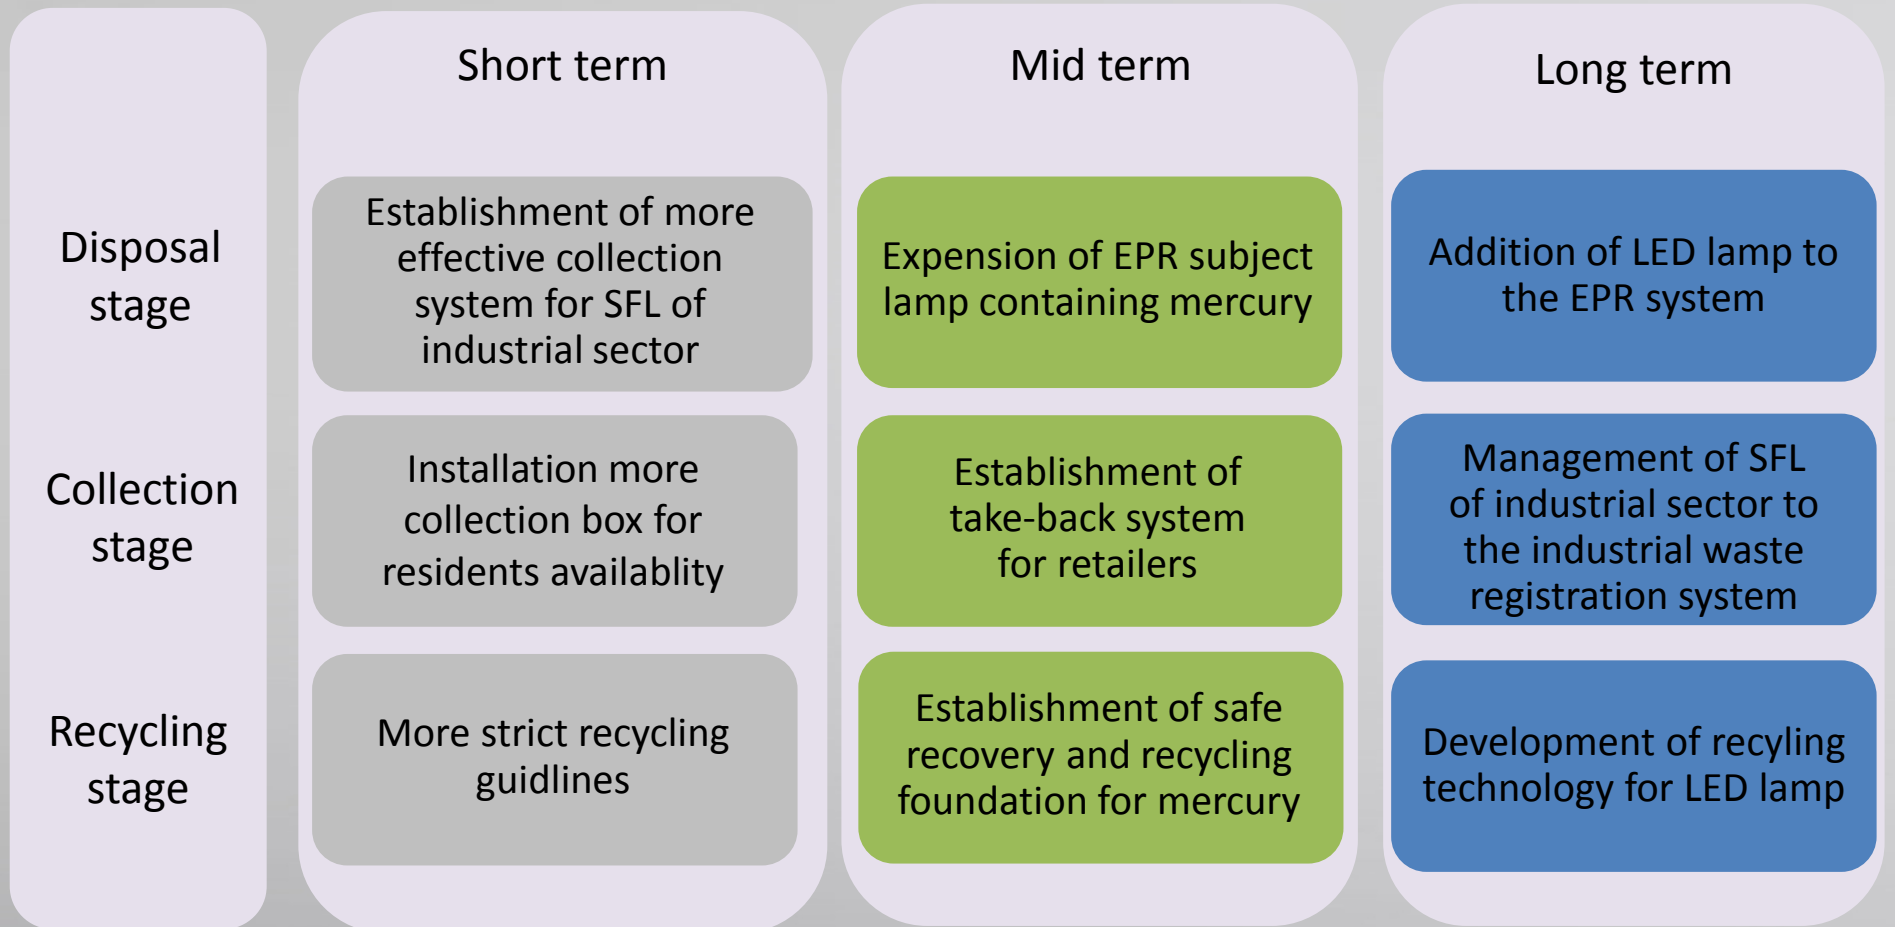 Short term
Mid term
Long term
Disposal
stage
Establishment of more
effective collection
system for SFL of
industrial sector
Expension of EPR subject
lamp containing mercury
Addition of LED lamp to
the EPR system
Collection
stage
Installation more
collection box for
residents availablity
Establishment of
take-back system
for retailers
Management of SFL
of industrial sector to
the industrial waste
registration system
Recycling
stage
More strict recycling
guidlines
Establishment of safe
recovery and recycling
foundation for mercury
Development of recyling
technology for LED lamp